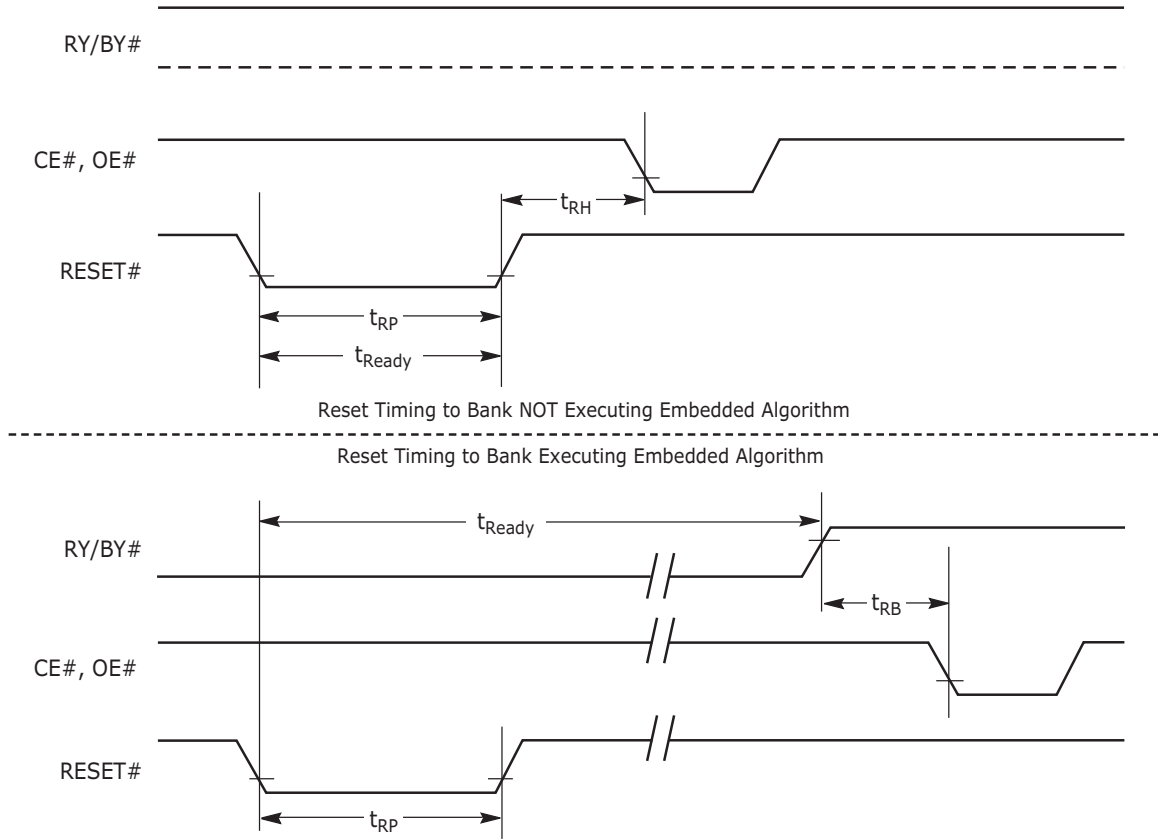 RY/BY#
CE#, OE#
tRH
RESET#
tRP
tReady
Reset Timing to Bank NOT Executing Embedded Algorithm
Reset Timing to Bank Executing Embedded Algorithm
tReady
RY/BY#
tRB
CE#, OE#
RESET#
tRP